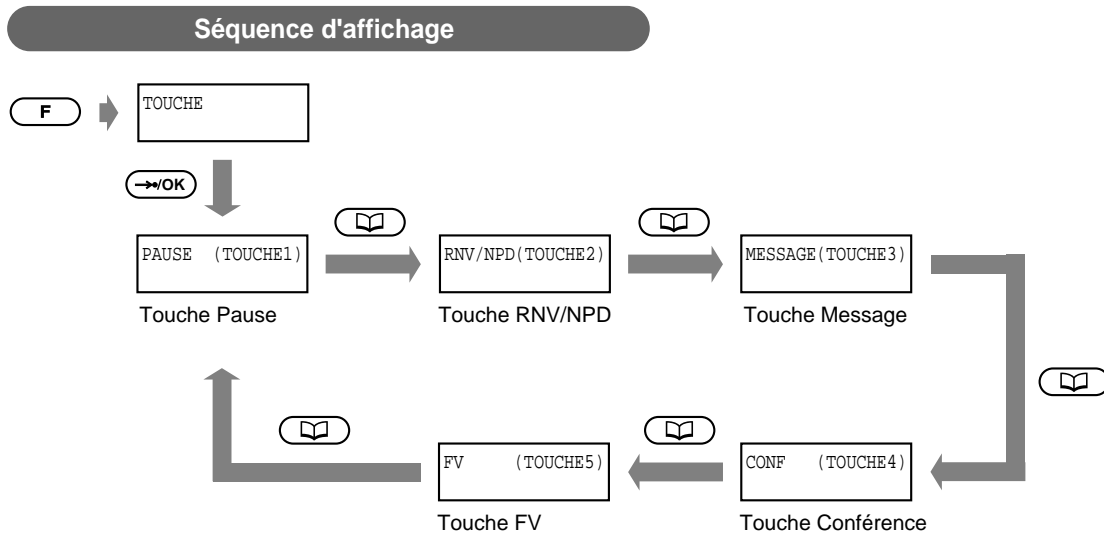 Séquence d'affichage
F
TOUCHE
/OK
PAUSE (TOUCHE1)
RNV/NPD(TOUCHE2)
MESSAGE(TOUCHE3)
Touche Pause
Touche RNV/NPD
Touche Message
FV (TOUCHE5)
CONF (TOUCHE4)
Touche FV
Touche Conférence